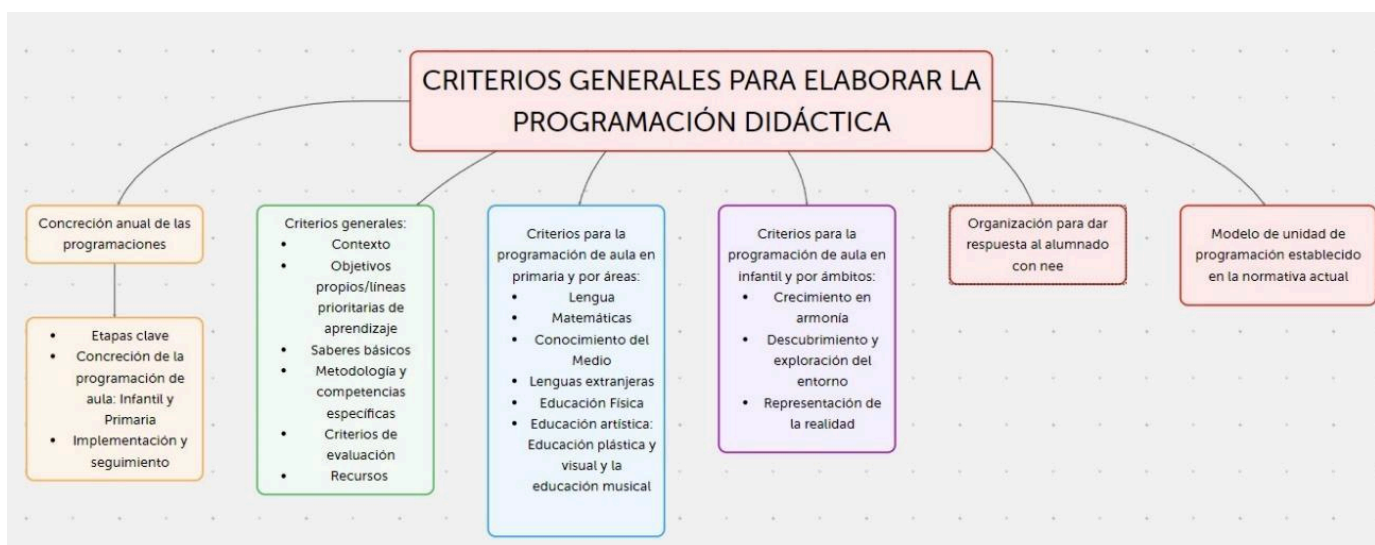 CRITERIOS GENERALES PARA ELABORAR LA
PROGRAMACIÓN DIDÁCTICA
Concreción anual de las
programaciones
• Etapas clave
• Concreción de la
programación de
aula: Infantil y
Primaria
• Implementación y
seguimiento
Criterios generales:
• Contexto
• Objetivos
propios/líneas
prioritarias de
aprendizaje
• Saberes básicos
• Metodología y
competencias
específicas
• Criterios de
evaluación
• Recursos
Criterios para la
programación de aula en
primaria y por áreas:
• Lengua
• Matemáticas
• Conocimiento del
Medio
• Lenguas extranjeras
• Educación Física
• Educación artística:
Educación plástica y
visual y la
educación musical
Criterios para la
programación de aula en
infantil y por ámbitos:
• Crecimiento en
armonía
• Descubrimiento y
exploración del
entorno
• Representación de
la realidad
Organización para dar
respuesta al alumnado
con nee
Modelo de unidad de
programación establecido
en la normativa actual